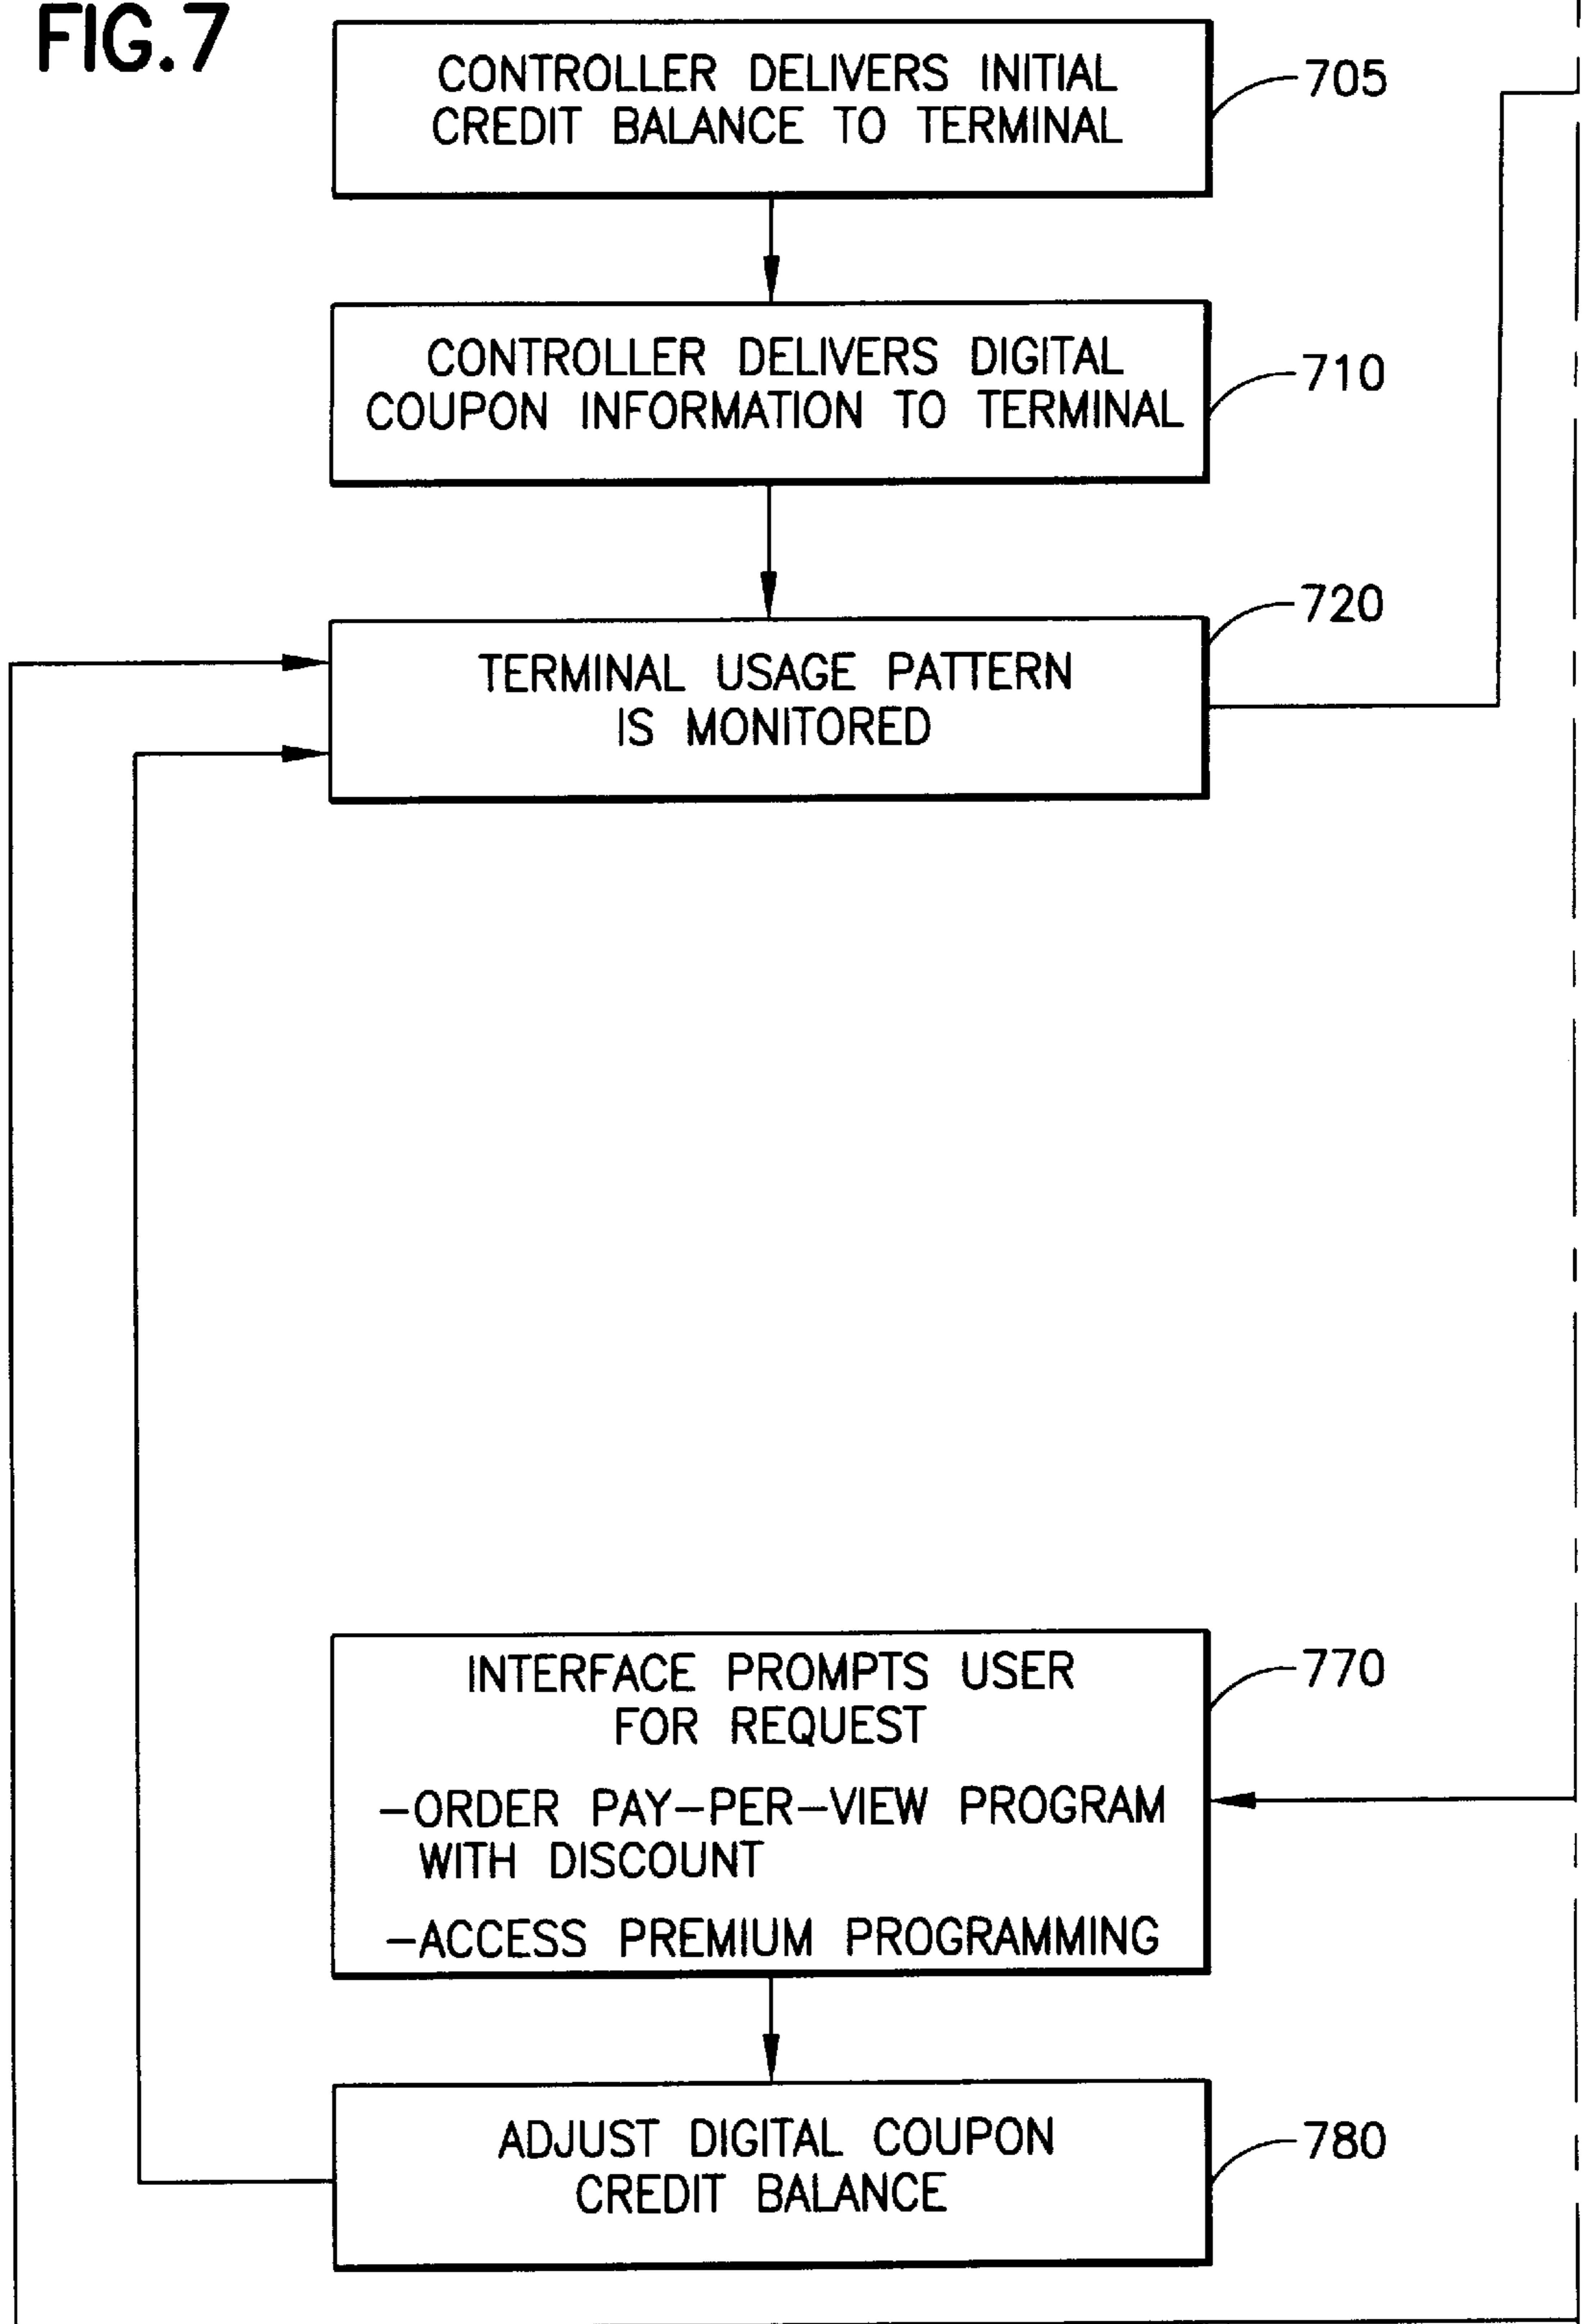 FIG.7
CONTROLLER DELIVERS INITIAL
CREDIT BALANCE TO TERMINAL
705
CONTROLLER DELIVERS DIGITAL
COUPON INFORMATION TO TERMINAL
710
720
TERMINAL USAGE PATTERN
IS MONITORED
INTERFACE PROMPTS USER
FOR REQUEST
770
-ORDER PAY-PER-VIEW PROGRAM
WITH DISCOUNT
-ACCESS PREMIUM PROGRAMMING
ADJUST DIGITAL COUPON
CREDIT BALANCE
780